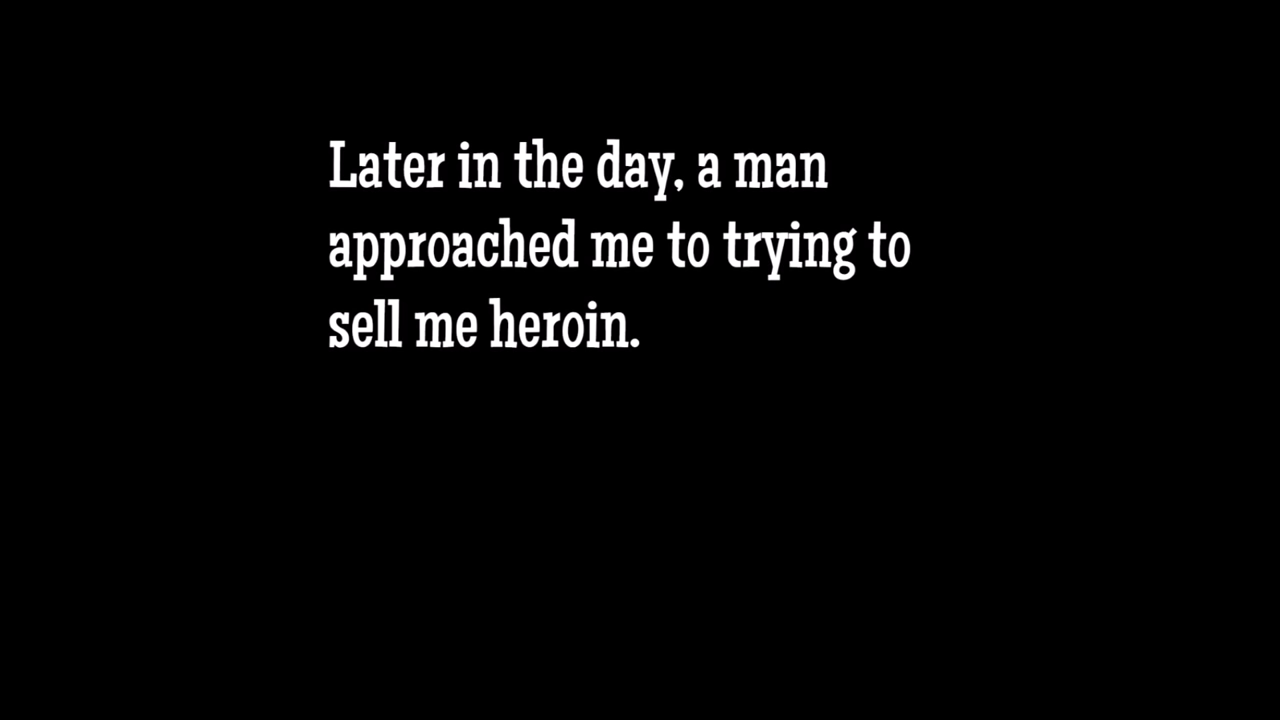 Later in the day, a man
approached me to trying to
sell me heroin.